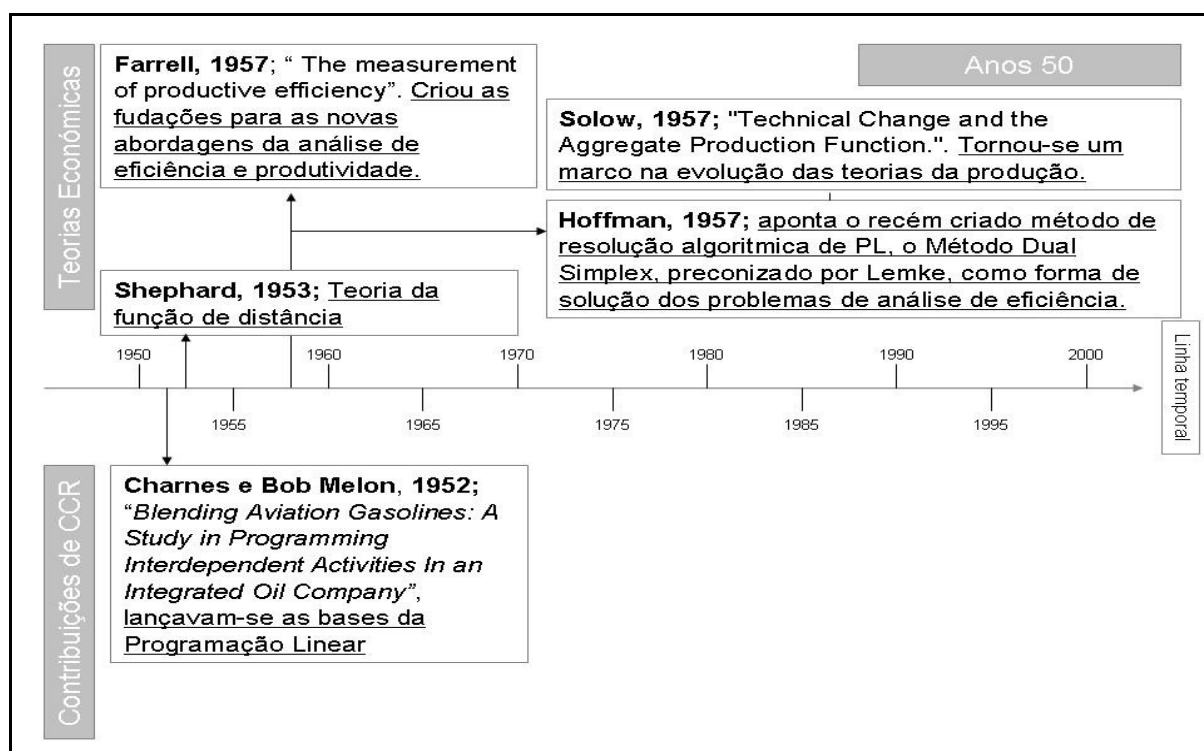 Teorias Económicas
Anos 50
Farrell, 1957; “ The measurement
of productive efficiency”. Criou as
fudações para as novas
abordagens da análise de
eficiência e produtividade.
Solow, 1957; "Technical Change and the
Aggregate Production Function.". Tornou-se um
marco na evolução das teorias da produção.
Hoffman, 1957; aponta o recém criado método de
resolução algoritmica de PL, o Método Dual
Simplex, preconizado por Lemke, como forma de
solução dos problemas de análise de eficiência.
Shephard, 1953; Teoria da
função de distância
1950 1960 1970 1980 1990 2000
1955 1965 1975 1985 1995
Linha temporal
Contribuições de CCR
Charnes e Bob Melon, 1952;
“Blending Aviation Gasolines: A
Study in Programming
Interdependent Activities In an
Integrated Oil Company”,
lançavam-se as bases da
Programação Linear